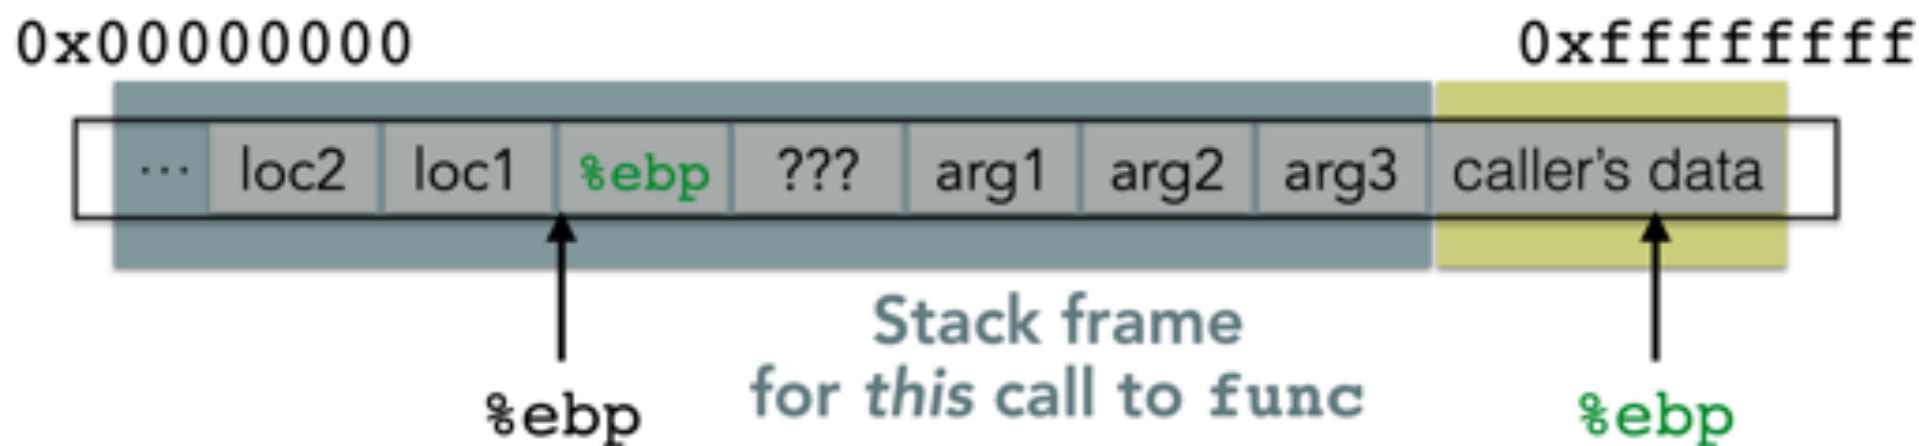 0x00000000 0xffffffff
... loc2 loc1 %ebp ??? arg1 arg2 arg3 caller's data
Stack frame
for this call to func
%ebp %ebp